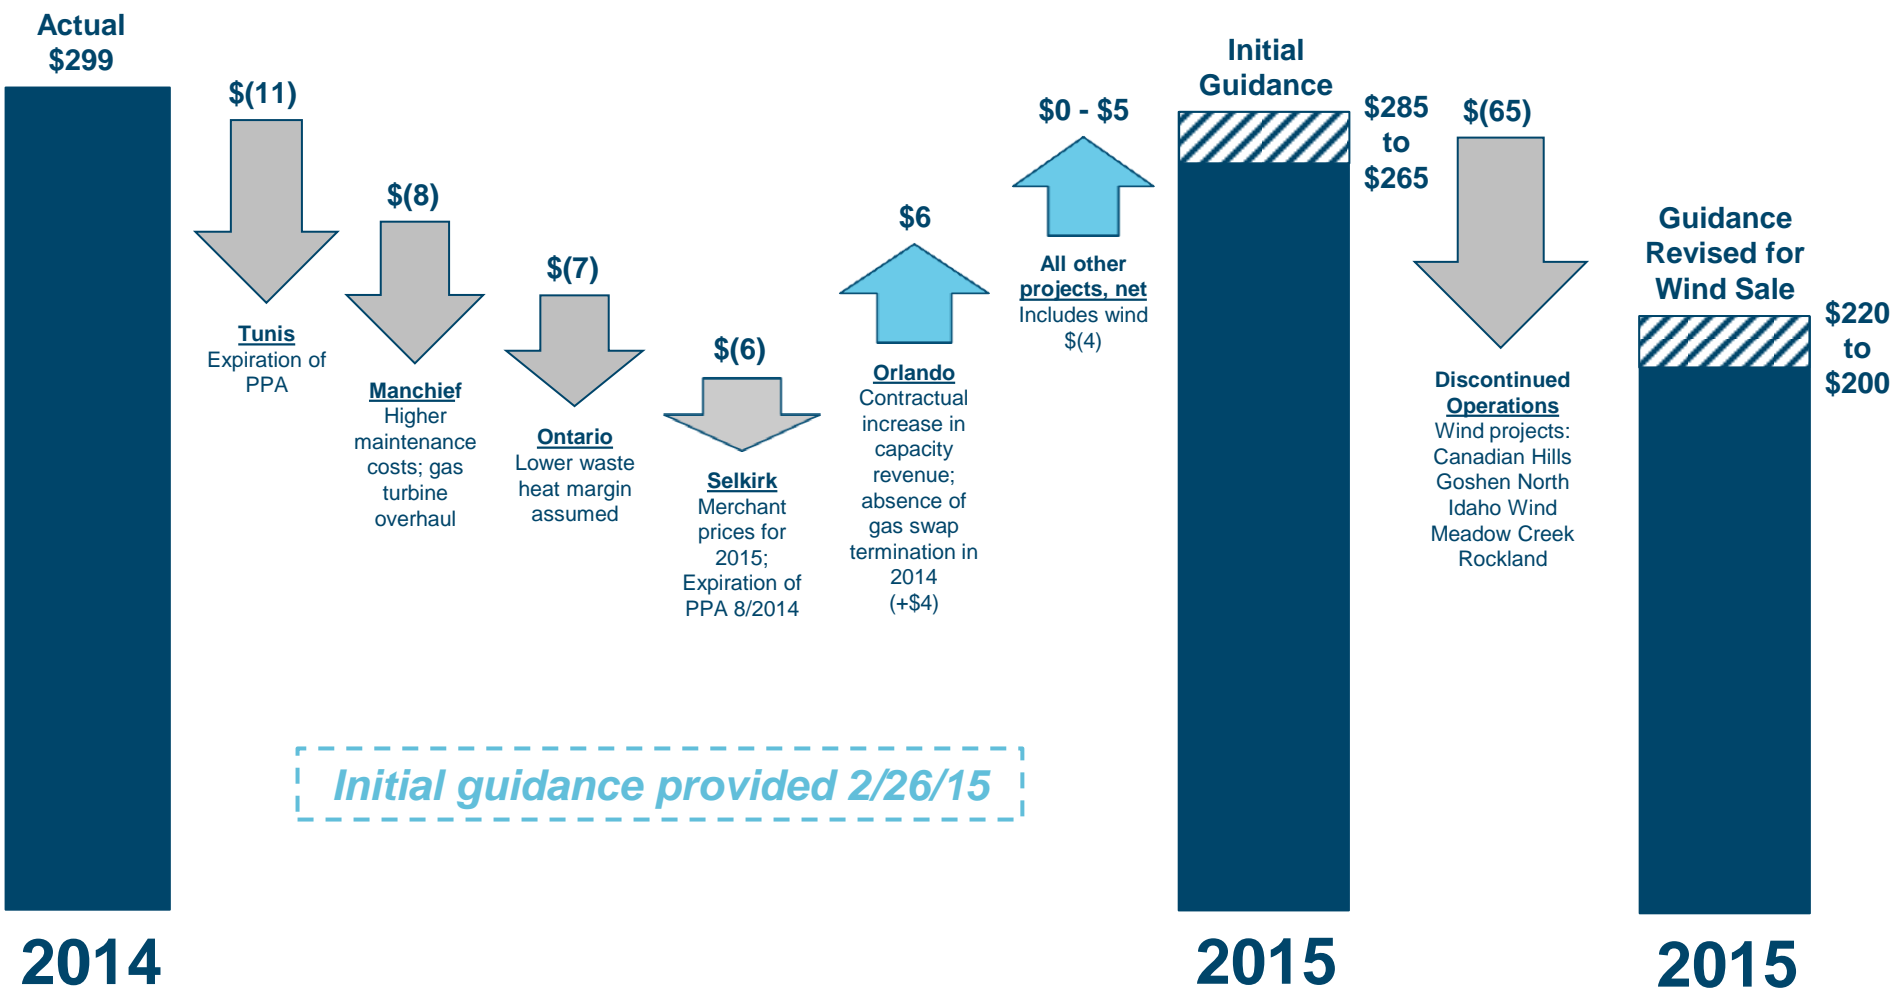 Actual
$299
$(11)
Tunis
Expiration of
PPA
$(8)
Manchief
Higher
maintenance
costs; gas
turbine
overhaul
$(7)
Ontario
Lower waste
heat margin
assumed
$(6)
Selkirk
Merchant
prices for
2015;
Expiration of
PPA 8/2014
$6
Orlando
Contractual
increase in
capacity
revenue;
absence of
gas swap
termination in
2014
(+$4)
$0 - $5
All other
projects, net
Includes wind
$(4)
Initial
Guidance
$285
to
$265
$(65)
Discontinued
Operations
Wind projects:
Canadian Hills
Goshen North
Idaho Wind
Meadow Creek
Rockland
Guidance
Revised for
Wind Sale
$220
to
$200
Initial guidance provided 2/26/15
2014
2015
2015